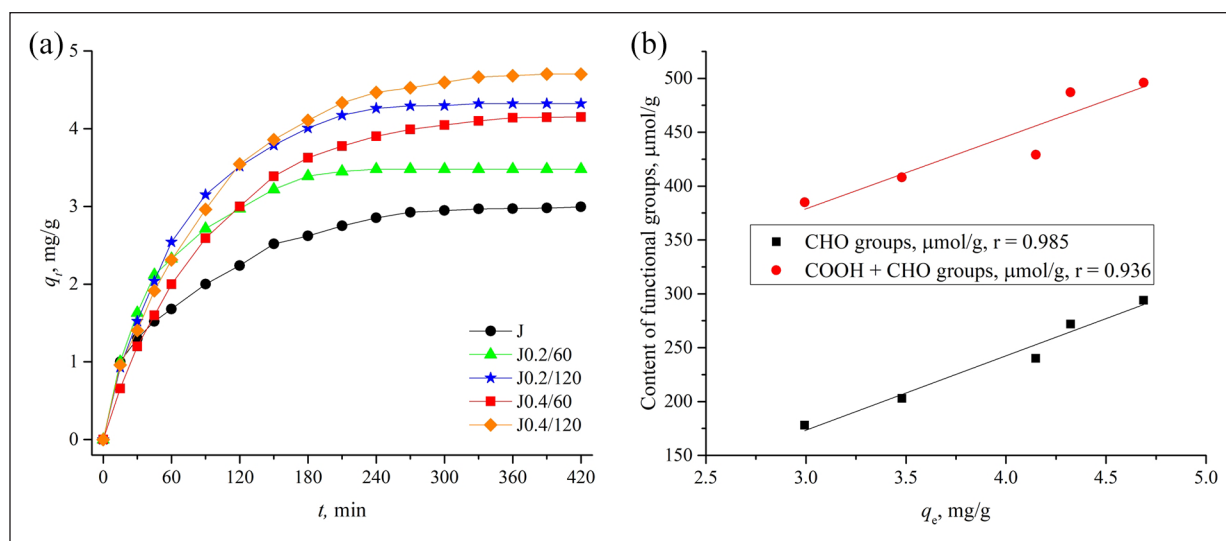 (a)
5
4
3
2
1
0
qₜ, mg/g
0 60 120 180 240 300 360 420
t, min
J
J0.2/60
J0.2/120
J0.4/60
J0.4/120
(b)
500
450
400
350
300
250
200
150
Content of functional groups, μmol/g
CHO groups, μmol/g, r = 0.985
COOH + CHO groups, μmol/g, r = 0.936
2.5 3.0 3.5 4.0 4.5 5.0
qₑ, mg/g